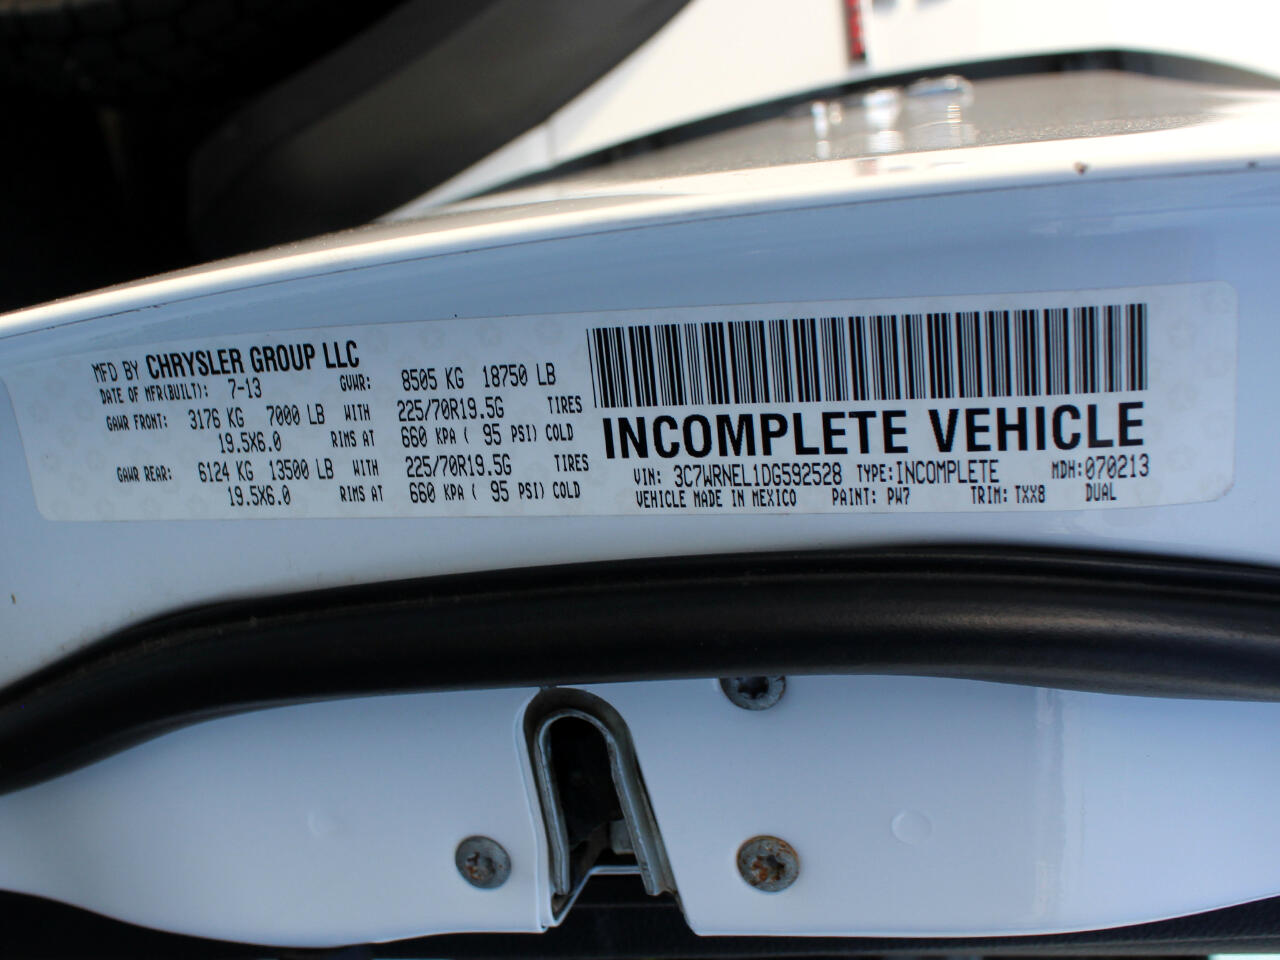 MFD BY CHRYSLER GROUP LLC
DATE OF MFR(BUILT): 7-13 GVWR: 8505 KG 18750 LB
GAWR FRONT: 3176 KG 7000 LB WITH 225/70R19.5G TIRES
19.5X6.0 RIMS AT 660 KPA ( 95 PSI) COLD
GAWR REAR: 6124 KG 13500 LB WITH 225/70R19.5G TIRES
19.5X6.0 RIMS AT 660 KPA ( 95 PSI) COLD
INCOMPLETE VEHICLE
VIN: 3C7WRNEL1DG592528 TYPE: INCOMPLETE MDH: 070213
VEHICLE MADE IN MEXICO PAINT: PW7 TRIM: TXX8 DUAL